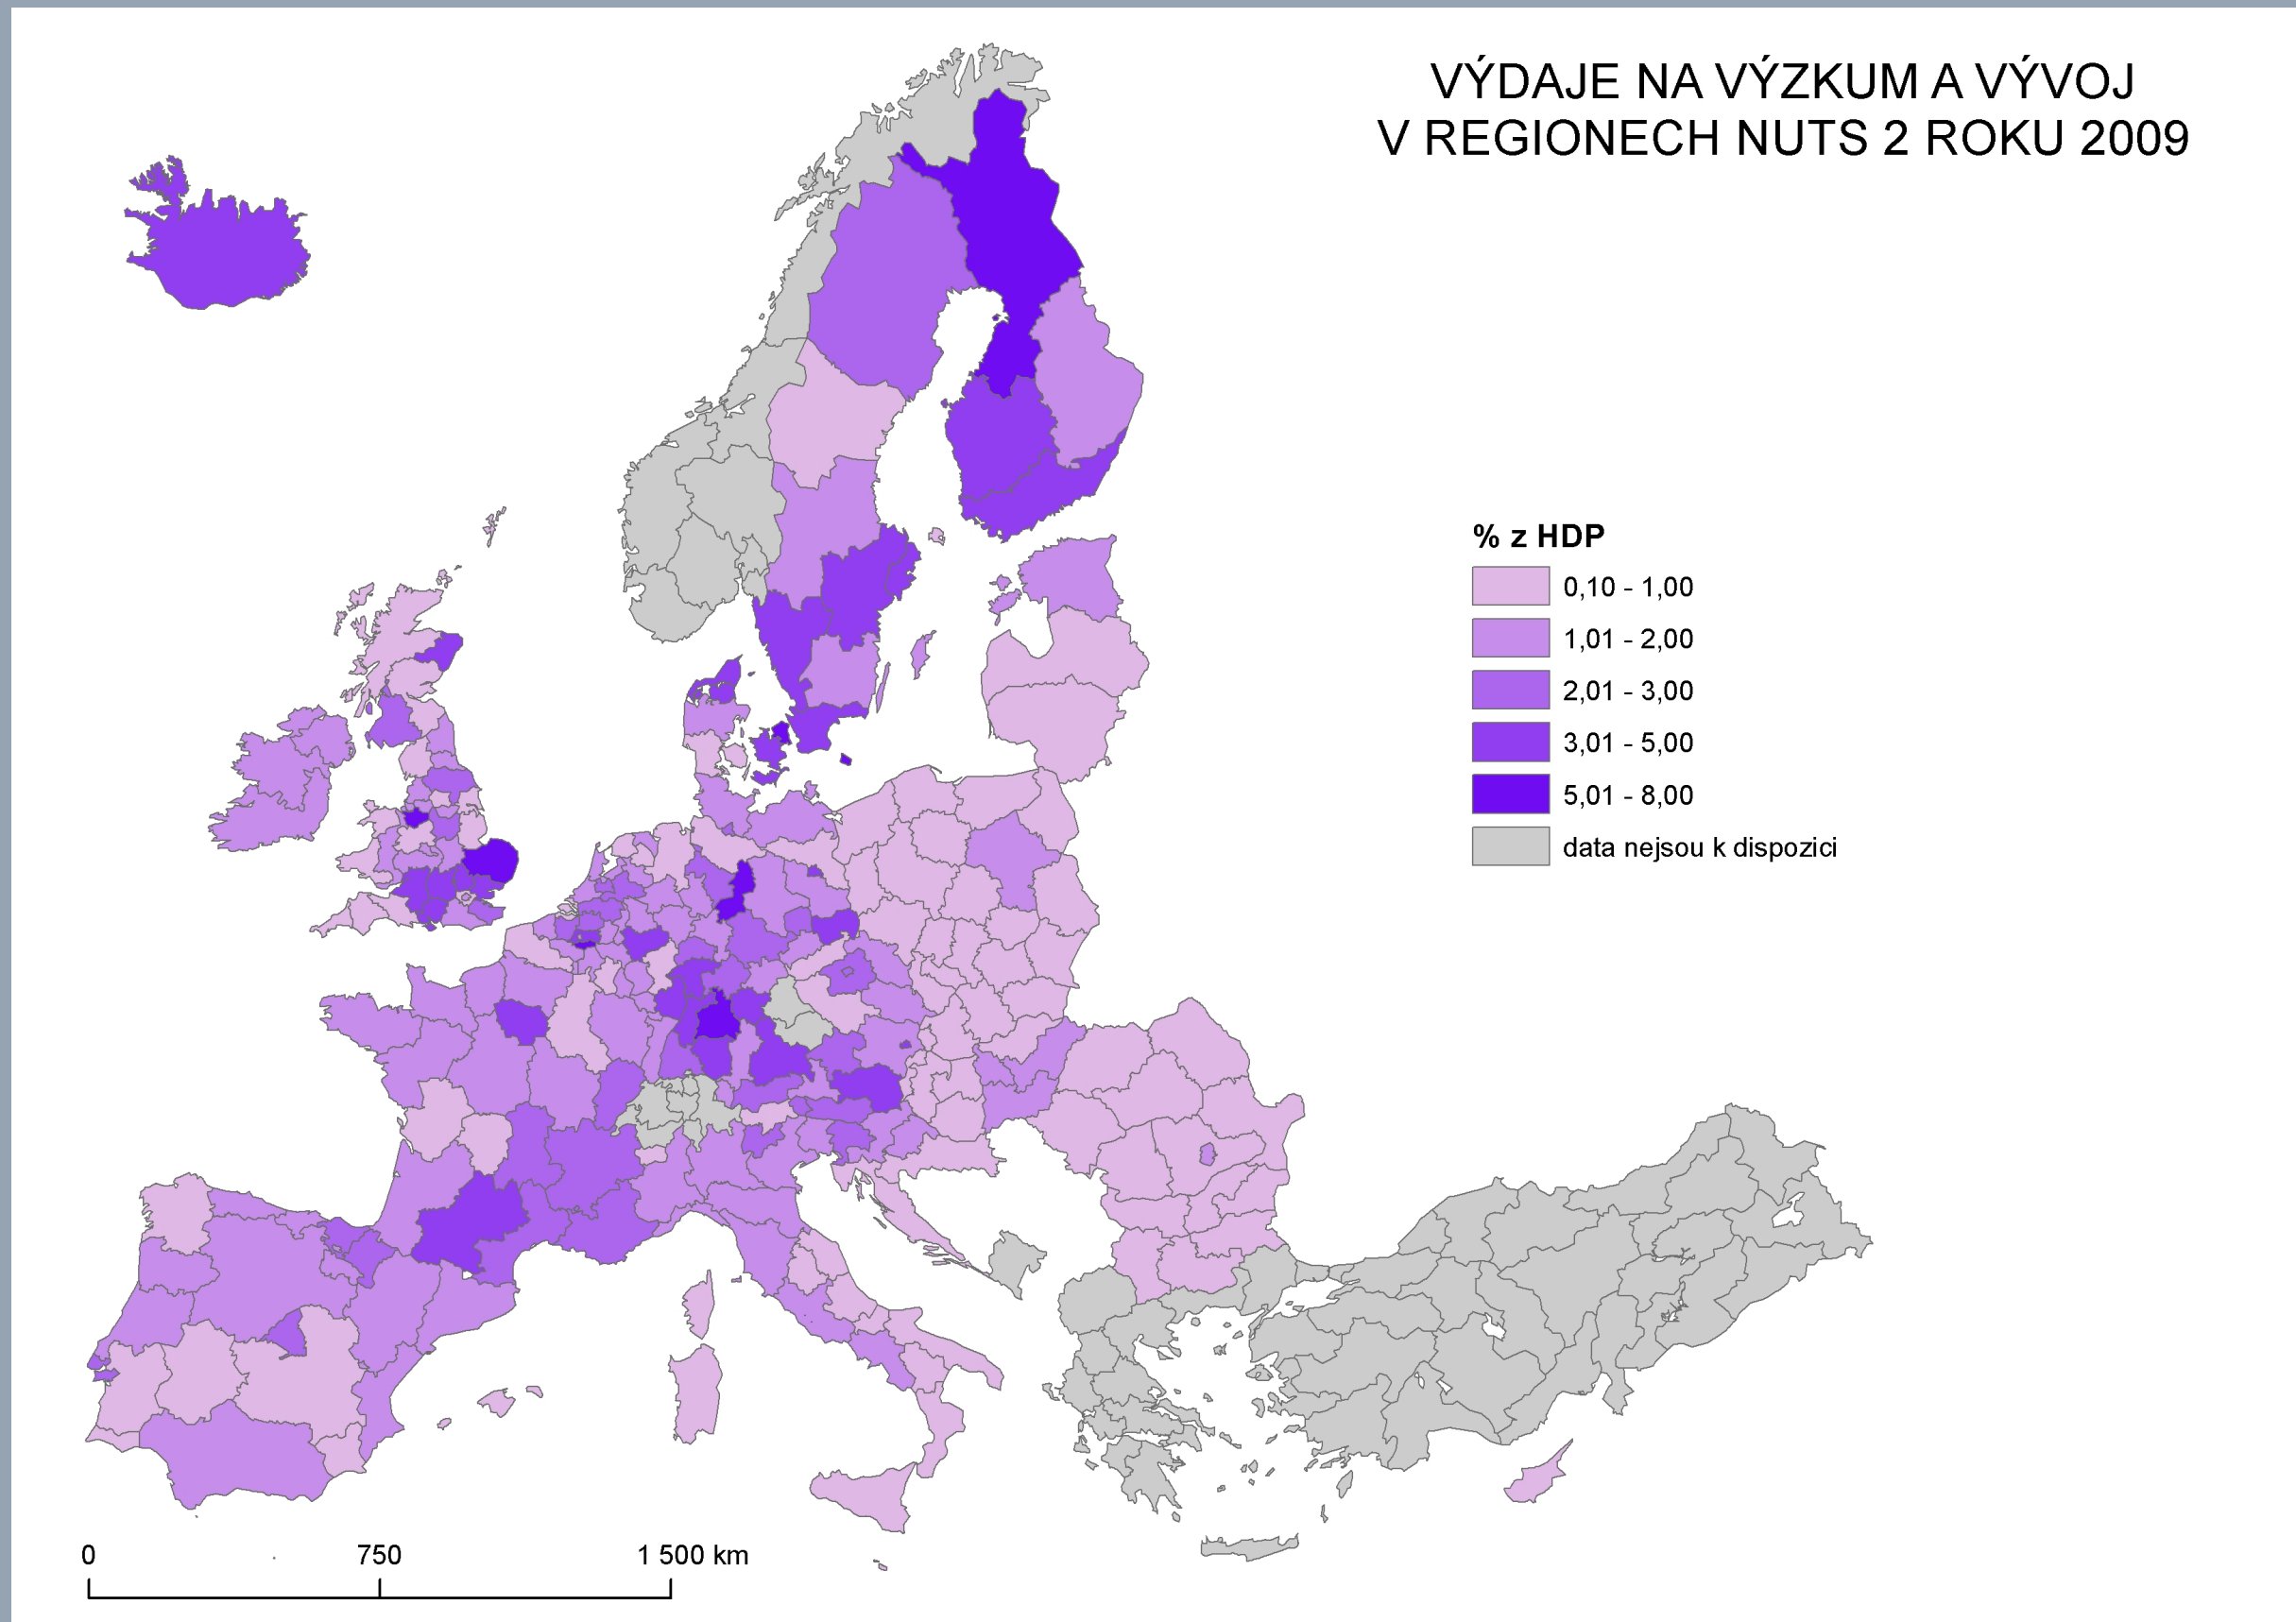 VÝDAJE NA VÝZKUM A VÝVOJ
V REGIONECH NUTS 2 ROKU 2009
% z HDP
0,10 - 1,00
1,01 - 2,00
2,01 - 3,00
3,01 - 5,00
5,01 - 8,00
data nejsou k dispozici
0 750 1 500 km